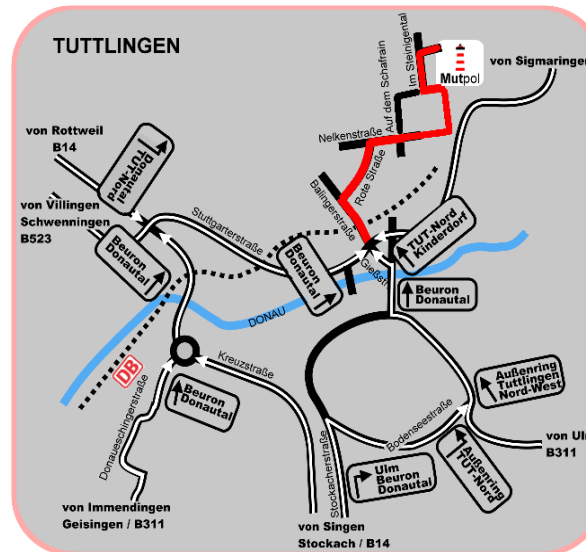 TUTTLINGEN
Im Steinigental
Mutpol
von Sigmaringen
Auf dem Schafrain
von Rottweil
B14
Donautal
TUT-Nord
Nelkenstraße
Rote Straße
Balingerstraße
von Villingen
Schwenningen
B523
Beuron
Donautal
Stuttgarterstraße
Beuron
Donautal
TUT-Nord
Kinderdorf
Gießstr
Beuron
Donautal
DONAU
DB
Kreuzstraße
Beuron
Donautal
Donaueschingerstraße
Außenring
Tuttlingen
Nord-West
Bodenseestraße
von Ulm
B311
Außenring
TUT-Nord
Ulm
Beuron
Donautal
Stockacherstraße
von Immendingen
Geisingen / B311
von Singen
Stockach / B14